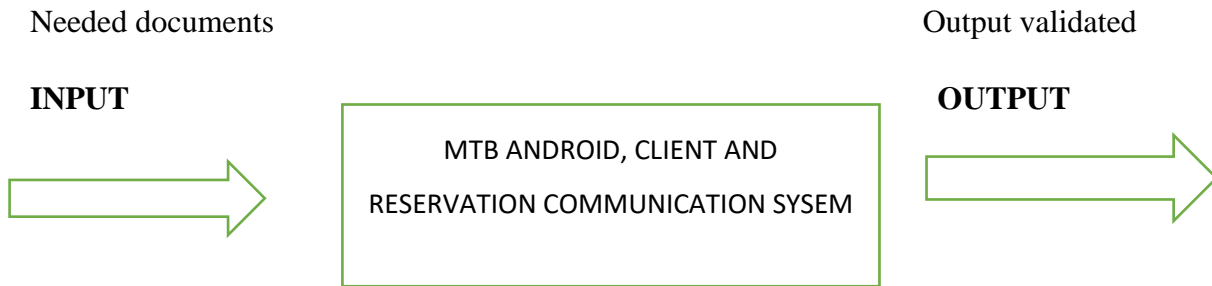 Needed documents
Output validated
INPUT
OUTPUT
MTB ANDROID, CLIENT AND
RESERVATION COMMUNICATION SYSEM